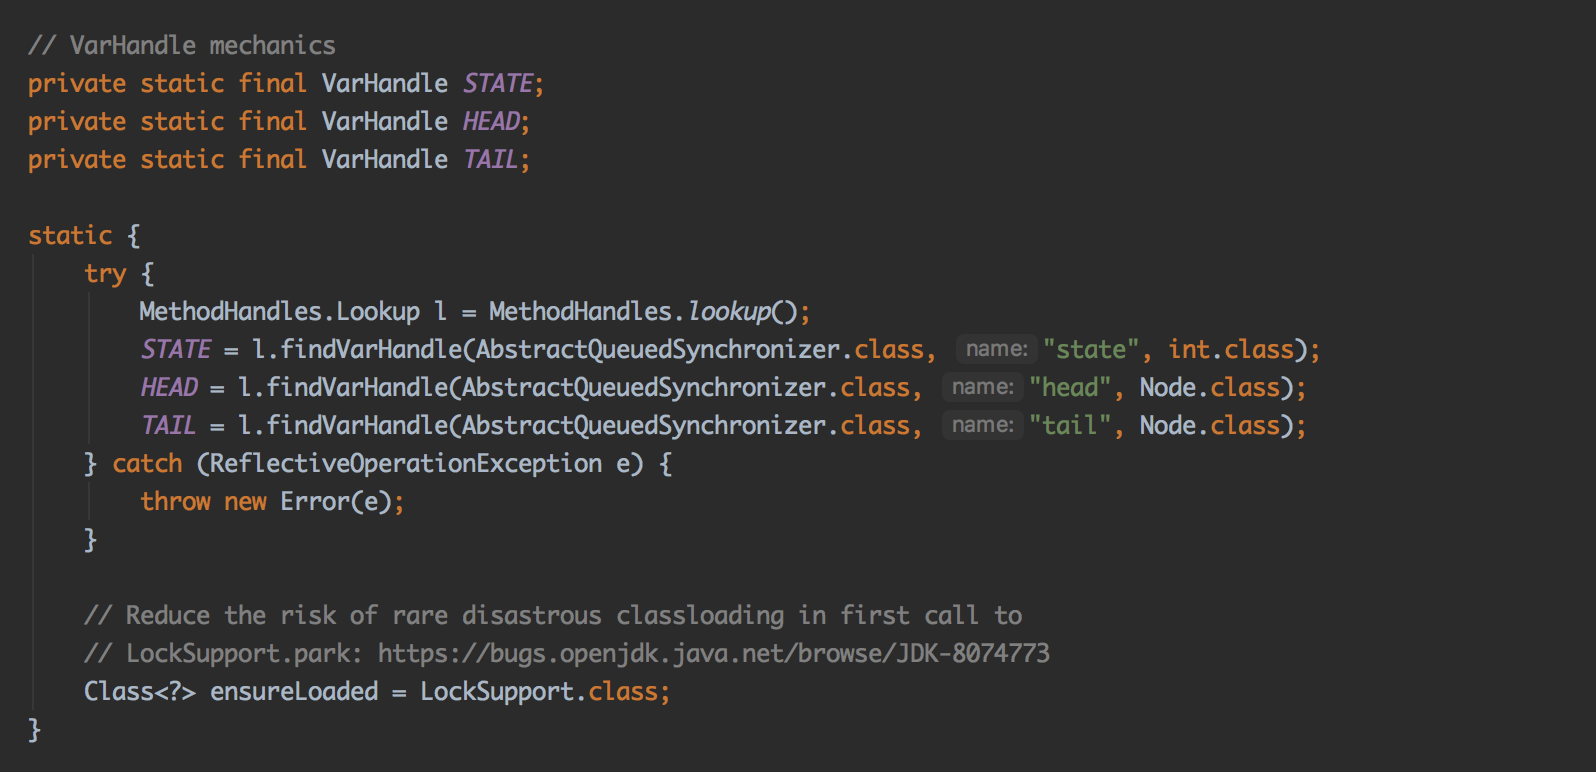 // VarHandle mechanics
private static final VarHandle STATE;
private static final VarHandle HEAD;
private static final VarHandle TAIL;
static {
try {
MethodHandles.Lookup l = MethodHandles.lookup();
STATE = l.findVarHandle(AbstractQueuedSynchronizer.class, name: "state", int.class);
HEAD = l.findVarHandle(AbstractQueuedSynchronizer.class, name: "head", Node.class);
TAIL = l.findVarHandle(AbstractQueuedSynchronizer.class, name: "tail", Node.class);
} catch (ReflectiveOperationException e) {
throw new Error(e);
}
// Reduce the risk of rare disastrous classloading in first call to
// LockSupport.park: https://bugs.openjdk.java.net/browse/JDK-8074773
Class<?> ensureLoaded = LockSupport.class;
}